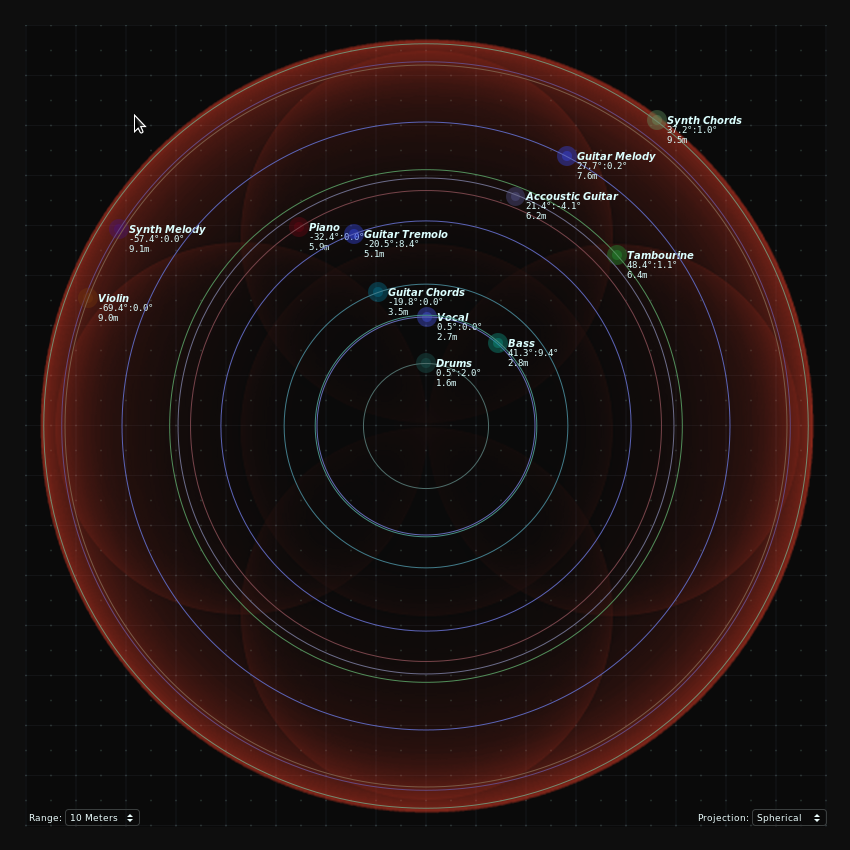 Synth Chords
37.2°:1.0°
9.5m
Guitar Melody
27.7°:0.2°
7.6m
Accoustic Guitar
21.4°:-4.1°
6.2m
Synth Melody
-57.4°:0.0°
9.1m
Piano
-32.4°:0.0°
5.9m
Guitar Tremolo
-20.5°:8.4°
5.1m
Tambourine
48.4°:1.1°
6.4m
Violin
-69.4°:0.0°
9.0m
Guitar Chords
-19.8°:0.0°
3.5m
Vocal
0.5°:0.0°
2.7m
Bass
41.3°:9.4°
2.8m
Drums
0.5°:2.0°
1.6m
Range: 10 Meters
Projection: Spherical